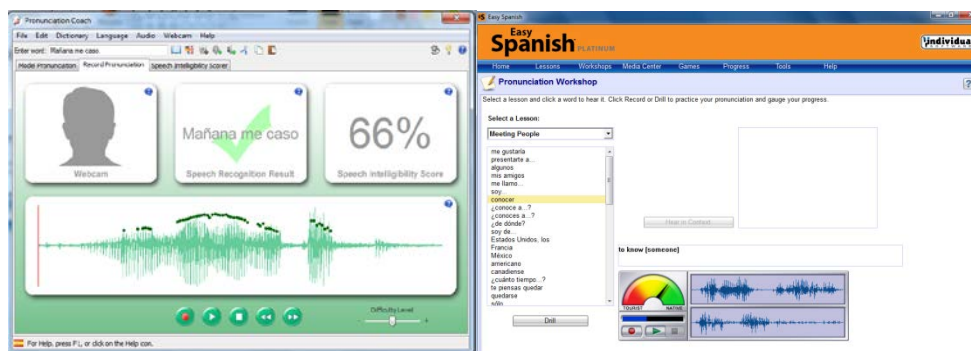 Pronunciation Coach
File Edit Dictionary Language Audio Webcam Help
Enter word: Mañana me caso.
Model Pronunciation Record Pronunciation Speech Intelligibility Scorer
Webcam
Mañana me caso
Speech Recognition Result
66%
Speech Intelligibility Score
Difficulty Level
- +
For Help, press F1, or click on the Help icon.
Easy Spanish
Easy
Spanish PLATINUM
individual
Home Lessons Workshops Media Center Games Progress Tools Help
Pronunciation Workshop
Select a lesson and click a word to hear it. Click Record or Drill to practice your pronunciation and gauge your progress.
Select a Lesson:
Meeting People
me gustaría
presentarte a...
algunos
mis amigos
me llamo...
soy...
conocer
¿conoce a...?
¿conoces a...?
¿de dónde?
soy de...
Estados Unidos, los
Francia
México
americano
canadiense
¿cuánto tiempo...?
te piensas quedar
quedarse
sólo
Drill
Hear in Context
to know [someone]
TOURIST NATIVE